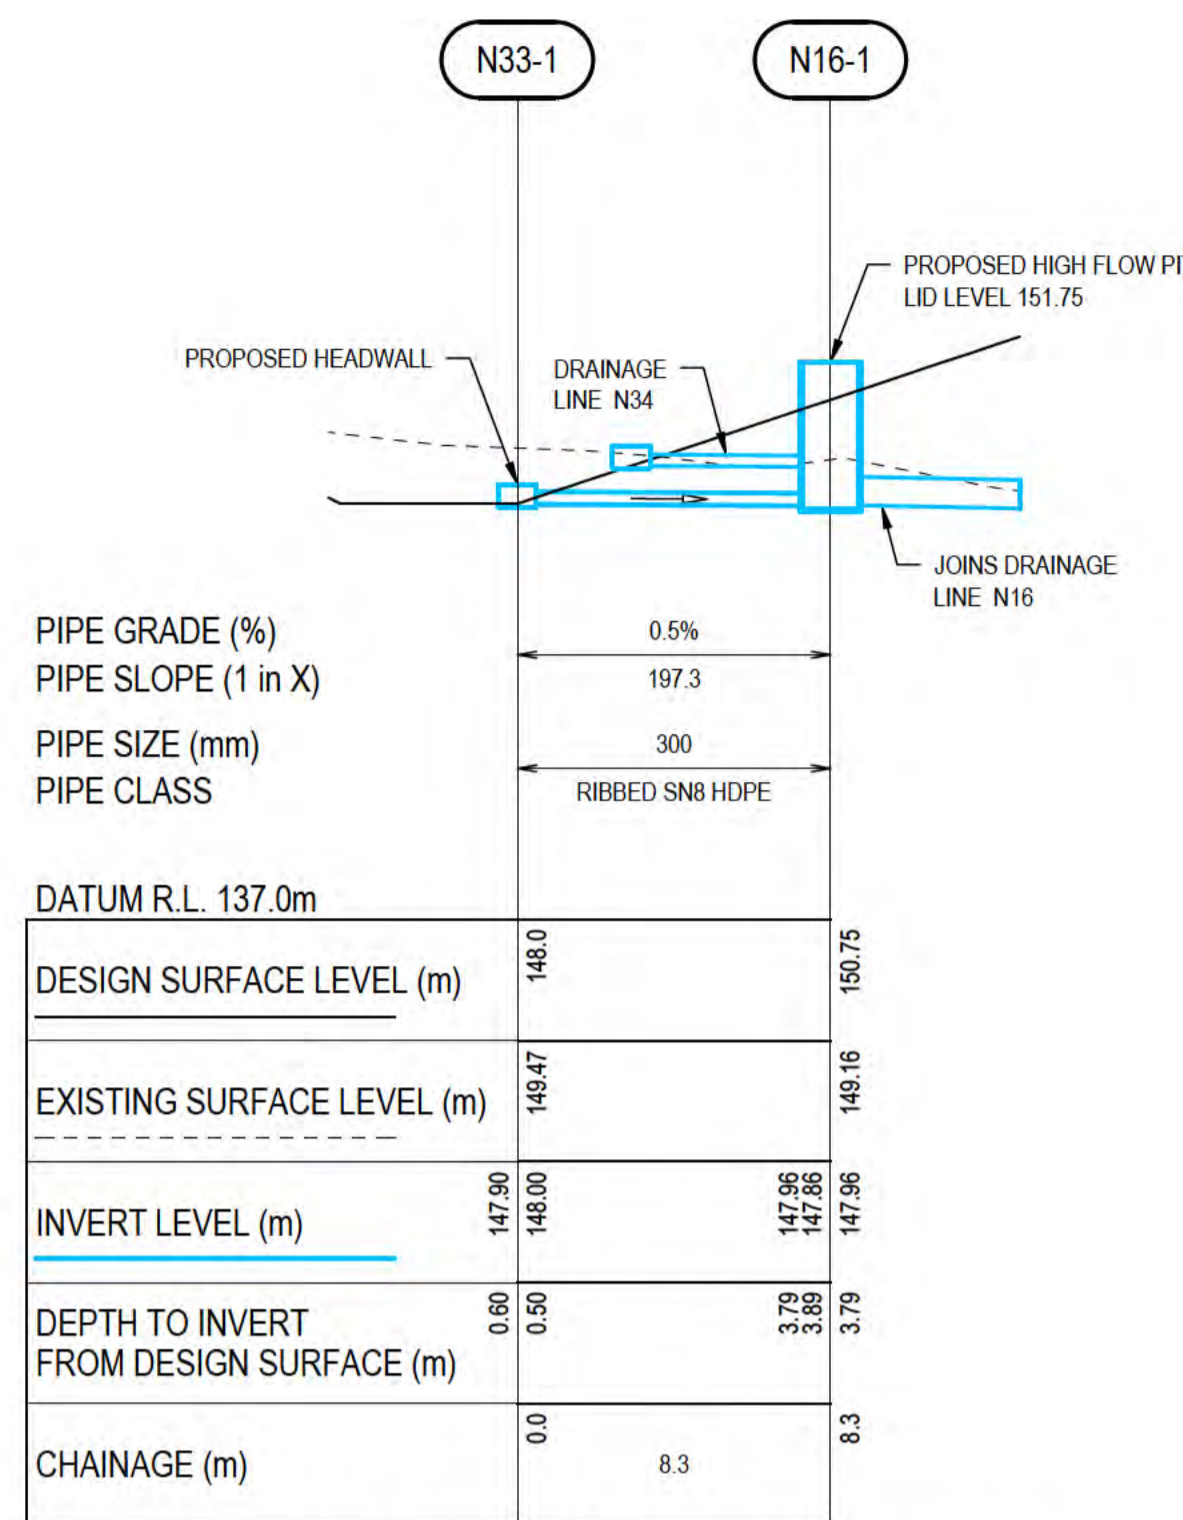 N33-1 N16-1
PROPOSED HIGH FLOW PI
LID LEVEL 151.75
PROPOSED HEADWALL
DRAINAGE
LINE N34
JOINS DRAINAGE
LINE N16
PIPE GRADE (%) 0.5%
PIPE SLOPE (1 in X) 197.3
PIPE SIZE (mm) 300
PIPE CLASS RIBBED SN8 HDPE
DATUM R.L. 137.0m
DESIGN SURFACE LEVEL (m) 148.0 150.75
EXISTING SURFACE LEVEL (m) 149.47 149.16
INVERT LEVEL (m) 147.90 148.00 147.96 147.86 147.96
DEPTH TO INVERT
FROM DESIGN SURFACE (m) 0.60 0.50 3.79 3.89 3.79
CHAINAGE (m) 0.0 8.3 8.3